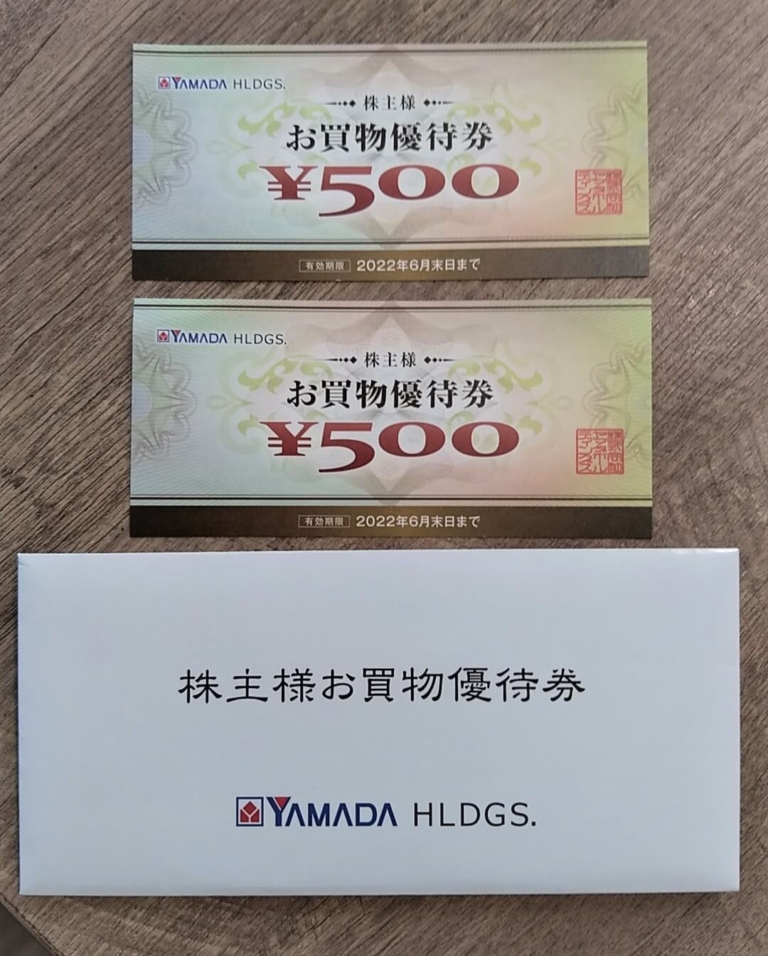 YAMADA HLDGS.
株主様
お買物優待券
¥500
有効期限 2022年6月末日まで
YAMADA HLDGS.
株主様
お買物優待券
¥500
有効期限 2022年6月末日まで
株主様お買物優待券
YAMADA HLDGS.